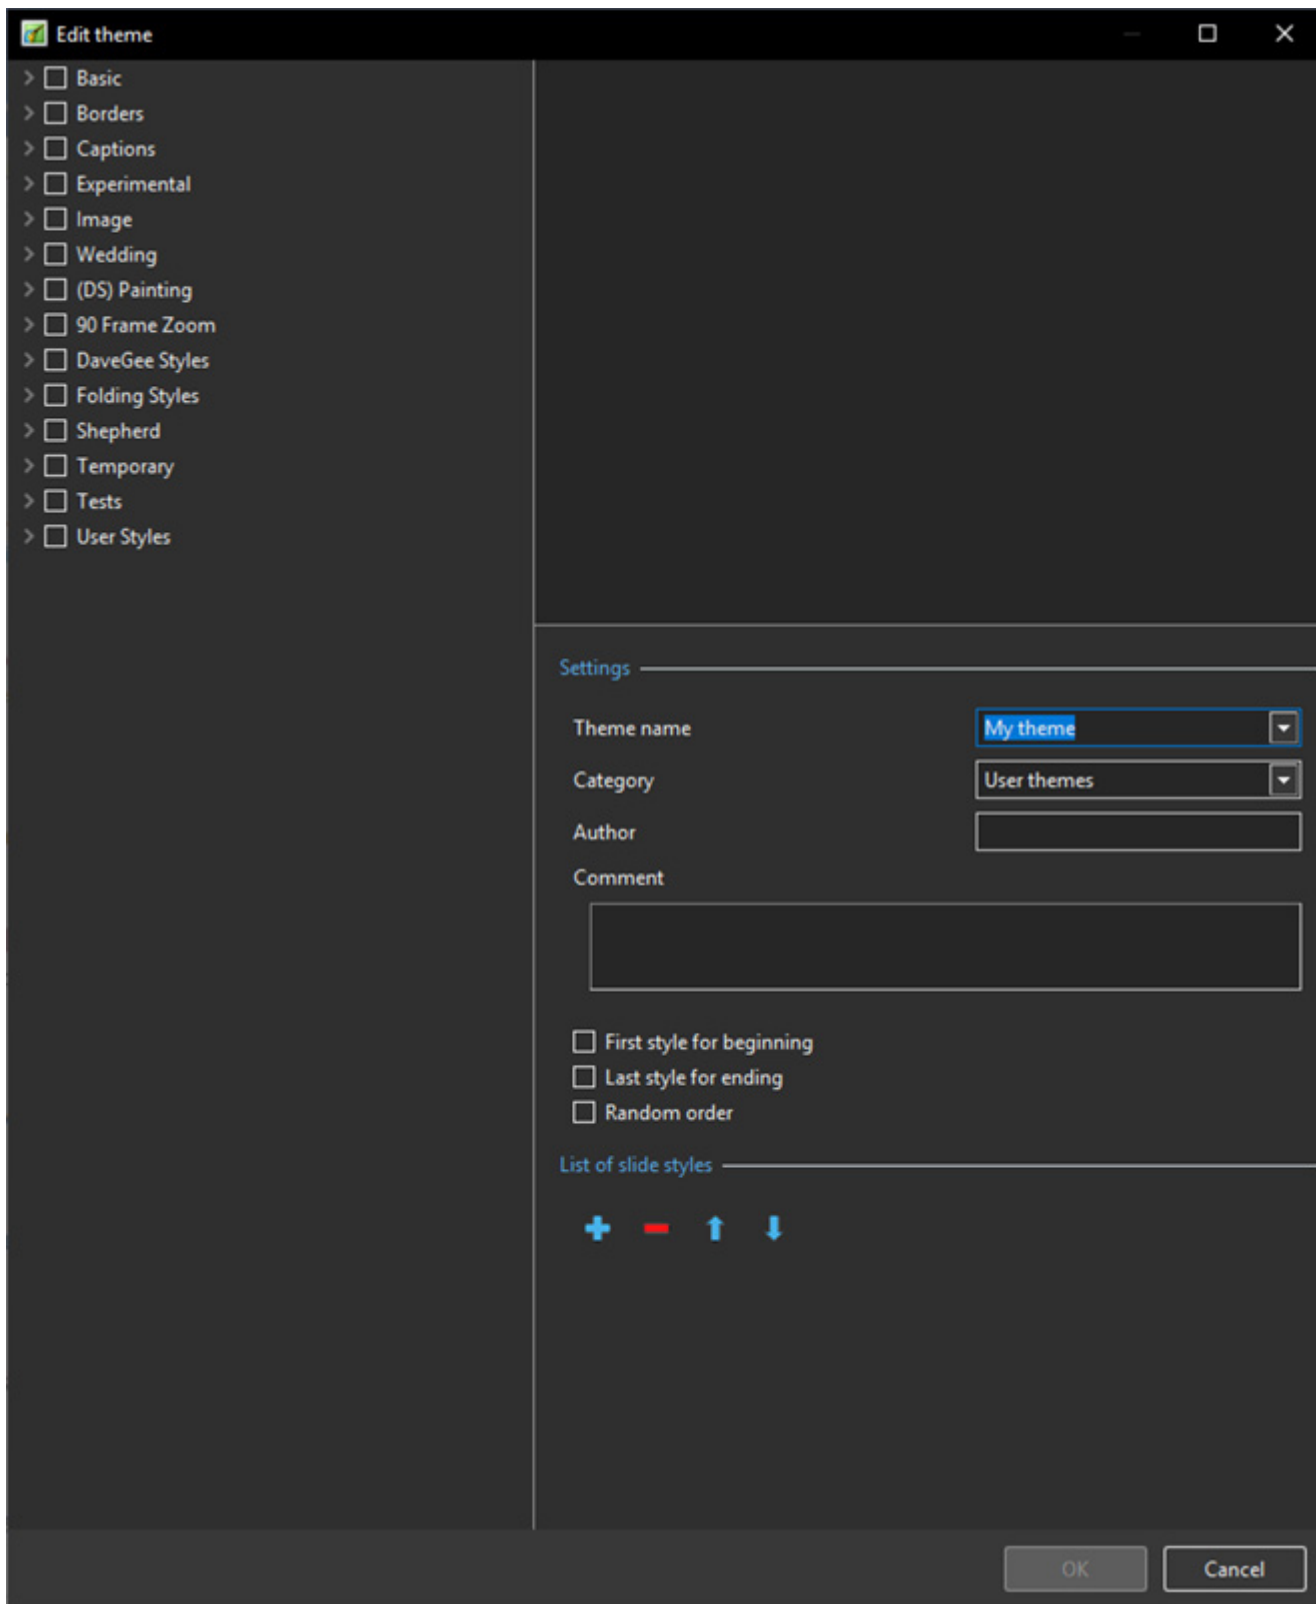 Edit theme
Basic
Borders
Captions
Experimental
Image
Wedding
(DS) Painting
90 Frame Zoom
DaveGee Styles
Folding Styles
Shepherd
Temporary
Tests
User Styles
Settings
Theme name My theme
Category User themes
Author
Comment
First style for beginning
Last style for ending
Random order
List of slide styles
OK Cancel